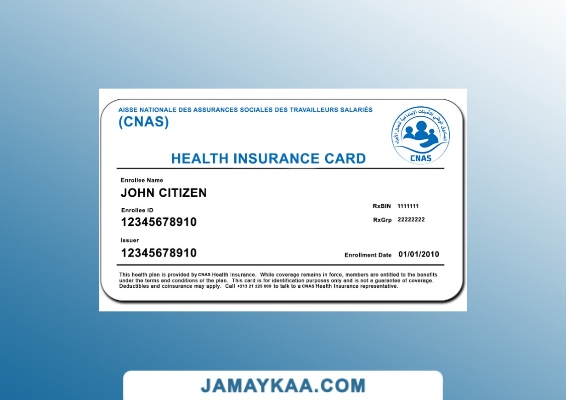 AISSE NATIONALE DES ASSURANCES SOCIALES DES TRAVAILLEURS SALARIÉS
(CNAS)
CNAS
HEALTH INSURANCE CARD
Enrollee Name
JOHN CITIZEN
RxBIN 1111111
Enrollee ID
RxGrp 22222222
12345678910
Issuer
12345678910
Enrollment Date 01/01/2010
This health plan is provided by CNAS Health Insurance. While coverage remains in force, members are entitled to the benefits
under the terms and conditions of the plan. This card is for identification purposes only and is not a guarantee of coverage.
Deductibles and coinsurance may apply. Call to talk to a CNAS Health Insurance representative.
JAMAYKAA.COM